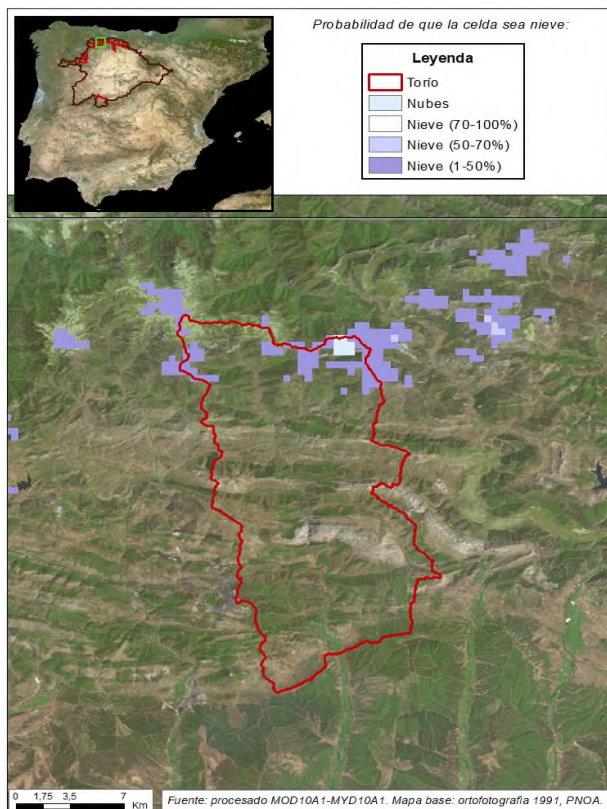 Probabilidad de que la celda sea nieve:
Leyenda
Torío
Nubes
Nieve (70-100%)
Nieve (50-70%)
Nieve (1-50%)
0 1,75 3,5 7
Km
Fuente: procesado MOD10A1-MYD10A1. Mapa base: ortofotografia 1991, PNOA